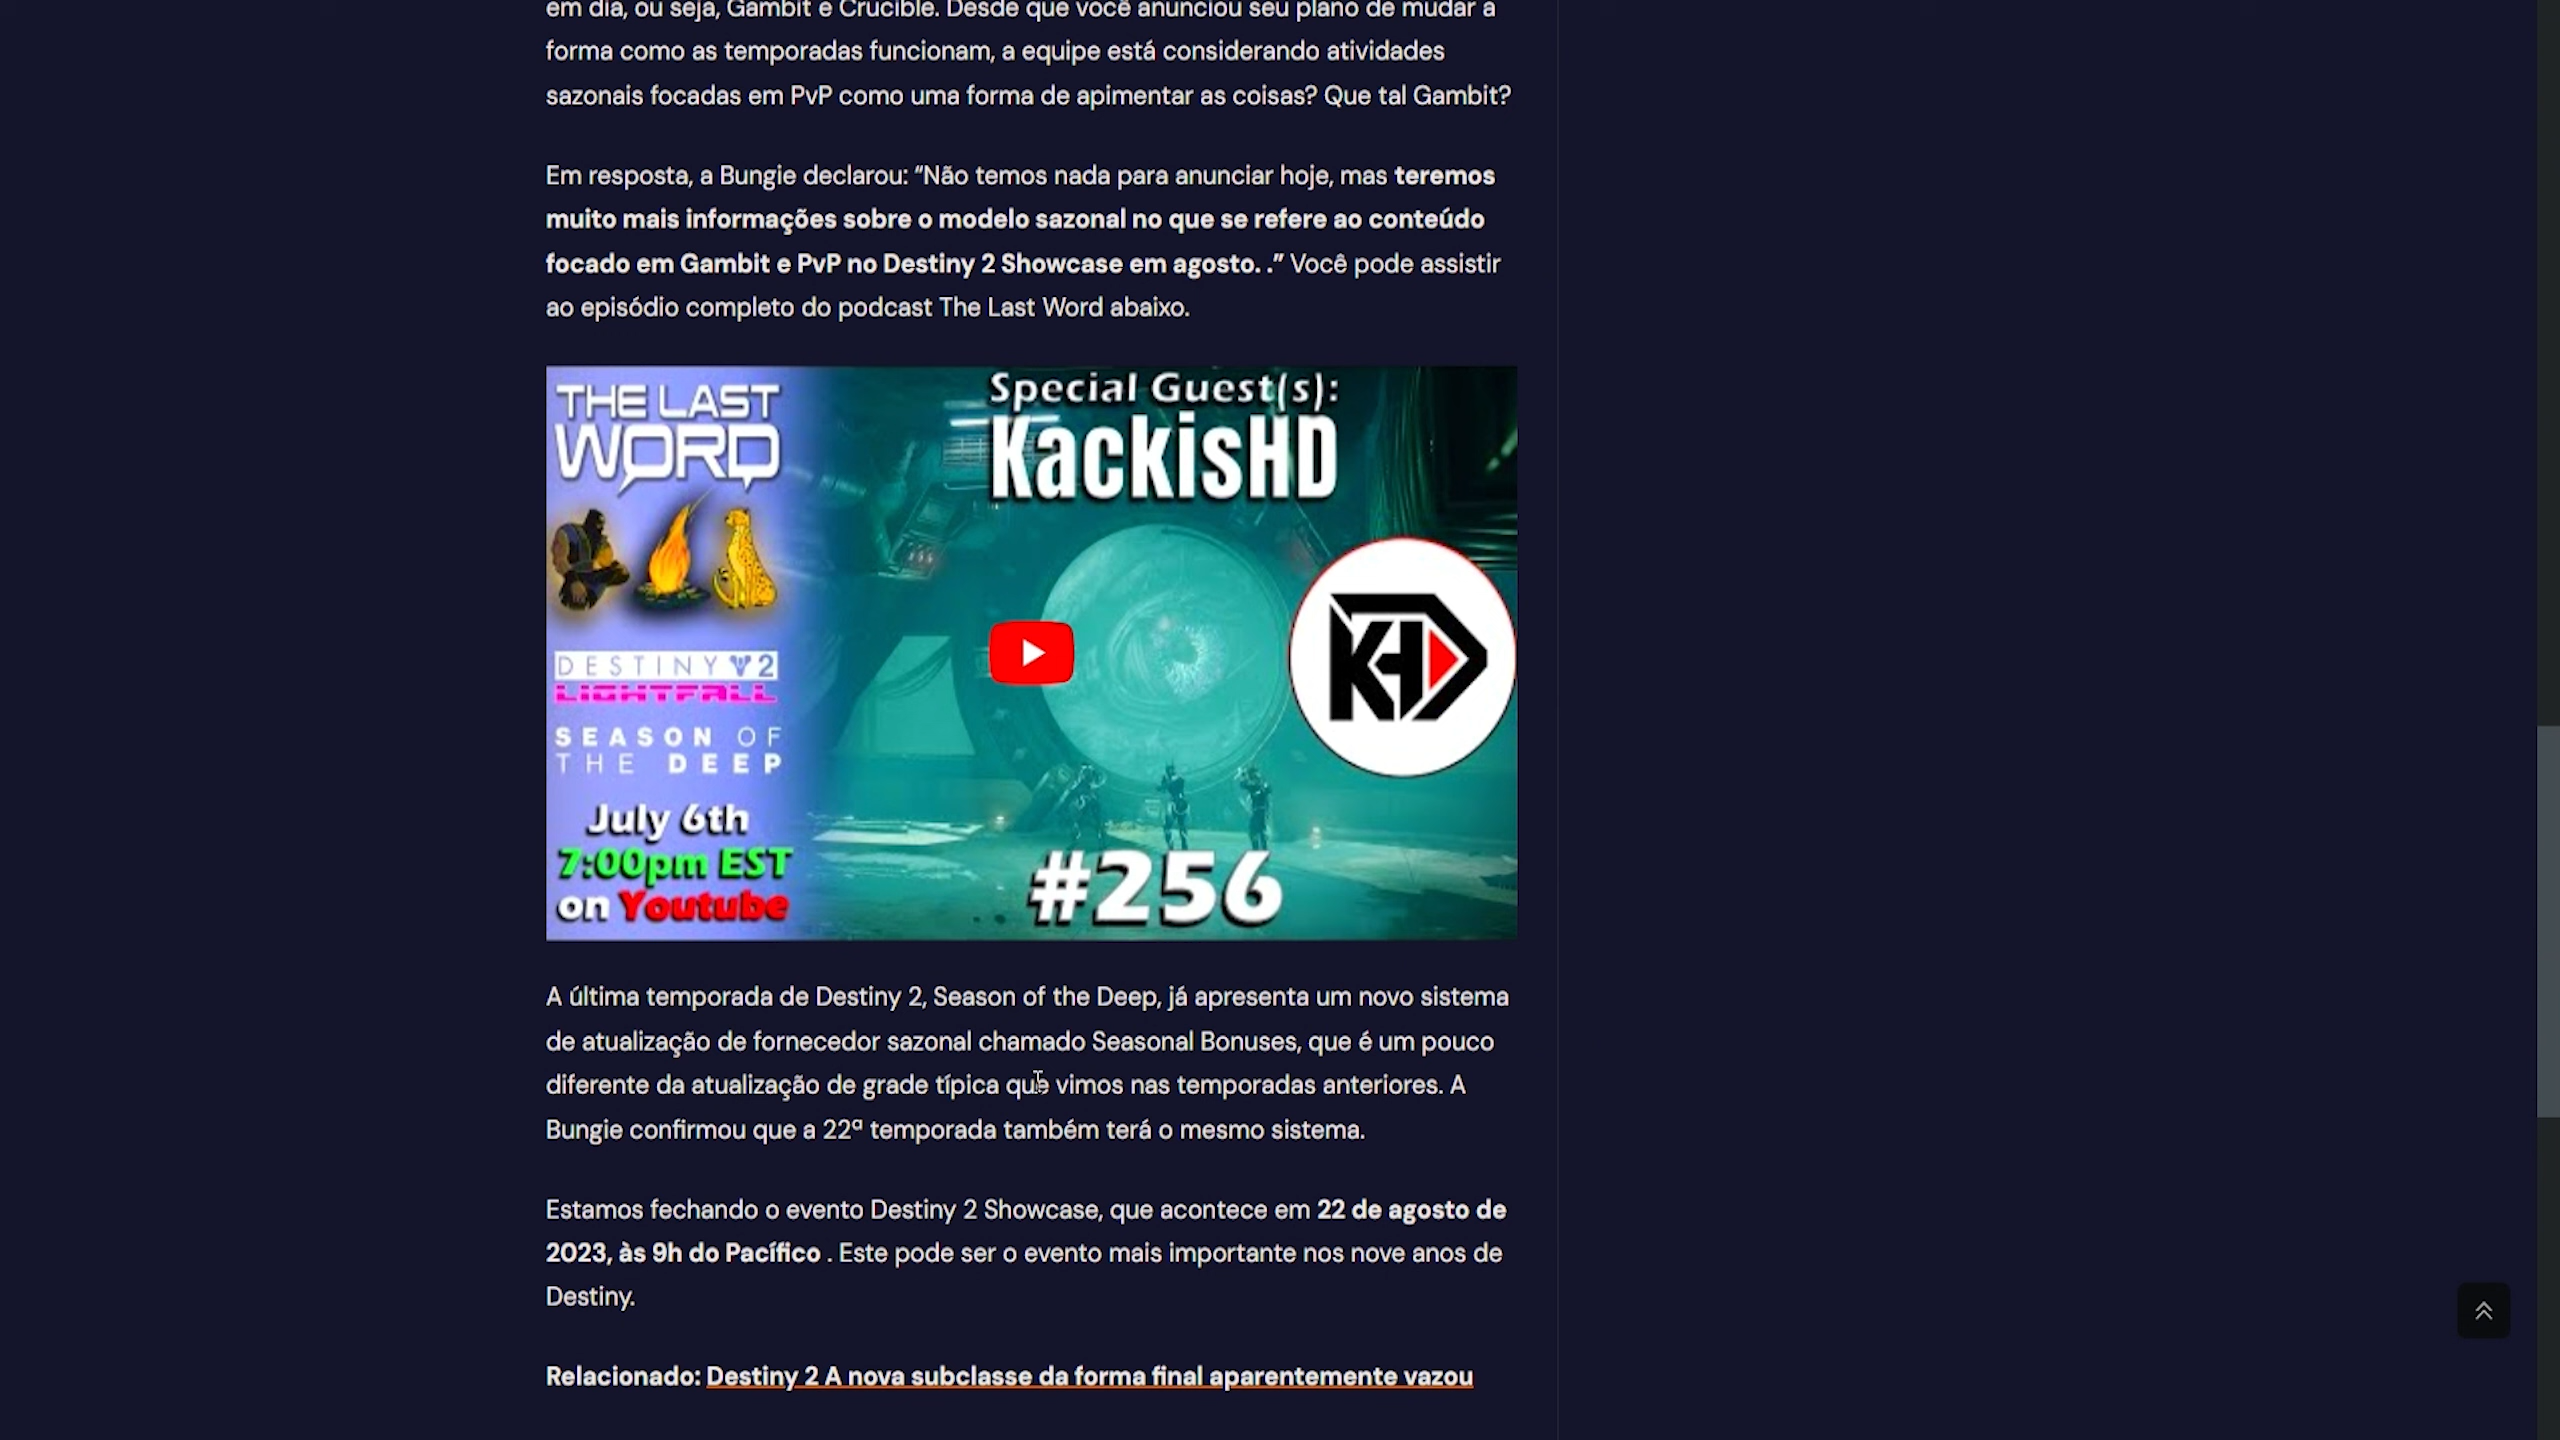 em dia, ou seja, Gambit e Crucible. Desde que você anunciou seu plano de mudar a
forma como as temporadas funcionam, a equipe está considerando atividades
sazonais focadas em PvP como uma forma de apimentar as coisas? Que tal Gambit?
Em resposta, a Bungie declarou: “Não temos nada para anunciar hoje, mas teremos
muito mais informações sobre o modelo sazonal no que se refere ao conteúdo
focado em Gambit e PvP no Destiny 2 Showcase em agosto. .” Você pode assistir
ao episódio completo do podcast The Last Word abaixo.
THE LAST
WORD
DESTINY 2
LIGHTFALL
SEASON OF
THE DEEP
July 6th
7:00pm EST
on Youtube
Special Guest(s):
KackisHD
KHD
#256
A última temporada de Destiny 2, Season of the Deep, já apresenta um novo sistema
de atualização de fornecedor sazonal chamado Seasonal Bonuses, que é um pouco
diferente da atualização de grade típica que vimos nas temporadas anteriores. A
Bungie confirmou que a 22ª temporada também terá o mesmo sistema.
Estamos fechando o evento Destiny 2 Showcase, que acontece em 22 de agosto de
2023, às 9h do Pacífico . Este pode ser o evento mais importante nos nove anos de
Destiny.
Relacionado: Destiny 2 A nova subclasse da forma final aparentemente vazou